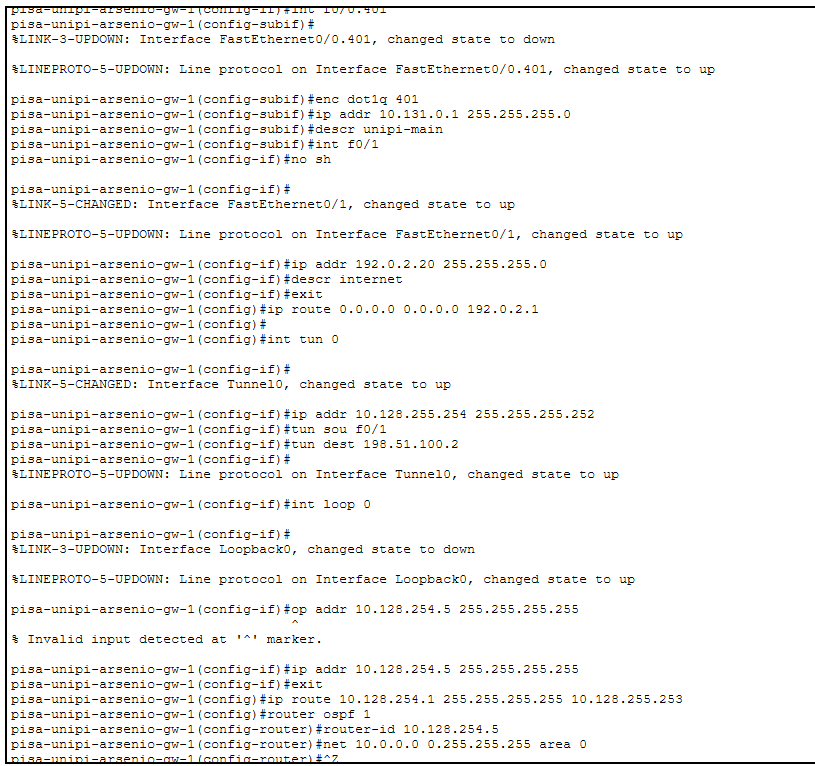 pisa-unipi-arsenio-gw-1(config-if)#int f0/0.401
pisa-unipi-arsenio-gw-1(config-subif)#
%LINK-3-UPDOWN: Interface FastEthernet0/0.401, changed state to down
%LINEPROTO-5-UPDOWN: Line protocol on Interface FastEthernet0/0.401, changed state to up
pisa-unipi-arsenio-gw-1(config-subif)#enc dot1q 401
pisa-unipi-arsenio-gw-1(config-subif)#ip addr 10.131.0.1 255.255.255.0
pisa-unipi-arsenio-gw-1(config-subif)#descr unipi-main
pisa-unipi-arsenio-gw-1(config-subif)#int f0/1
pisa-unipi-arsenio-gw-1(config-if)#no sh
pisa-unipi-arsenio-gw-1(config-if)#
%LINK-5-CHANGED: Interface FastEthernet0/1, changed state to up
%LINEPROTO-5-UPDOWN: Line protocol on Interface FastEthernet0/1, changed state to up
pisa-unipi-arsenio-gw-1(config-if)#ip addr 192.0.2.20 255.255.255.0
pisa-unipi-arsenio-gw-1(config-if)#descr internet
pisa-unipi-arsenio-gw-1(config-if)#exit
pisa-unipi-arsenio-gw-1(config)#ip route 0.0.0.0 0.0.0.0 192.0.2.1
pisa-unipi-arsenio-gw-1(config)#
pisa-unipi-arsenio-gw-1(config)#int tun 0
pisa-unipi-arsenio-gw-1(config-if)#
%LINK-5-CHANGED: Interface Tunnel0, changed state to up
pisa-unipi-arsenio-gw-1(config-if)#ip addr 10.128.255.254 255.255.255.252
pisa-unipi-arsenio-gw-1(config-if)#tun sou f0/1
pisa-unipi-arsenio-gw-1(config-if)#tun dest 198.51.100.2
pisa-unipi-arsenio-gw-1(config-if)#
%LINEPROTO-5-UPDOWN: Line protocol on Interface Tunnel0, changed state to up
pisa-unipi-arsenio-gw-1(config-if)#int loop 0
pisa-unipi-arsenio-gw-1(config-if)#
%LINK-3-UPDOWN: Interface Loopback0, changed state to down
%LINEPROTO-5-UPDOWN: Line protocol on Interface Loopback0, changed state to up
pisa-unipi-arsenio-gw-1(config-if)#op addr 10.128.254.5 255.255.255.255
^
% Invalid input detected at '^' marker.
pisa-unipi-arsenio-gw-1(config-if)#ip addr 10.128.254.5 255.255.255.255
pisa-unipi-arsenio-gw-1(config-if)#exit
pisa-unipi-arsenio-gw-1(config)#ip route 10.128.254.1 255.255.255.255 10.128.255.253
pisa-unipi-arsenio-gw-1(config)#router ospf 1
pisa-unipi-arsenio-gw-1(config-router)#router-id 10.128.254.5
pisa-unipi-arsenio-gw-1(config-router)#net 10.0.0.0 0.255.255.255 area 0
pisa-unipi-arsenio-gw-1(config-router)#^Z